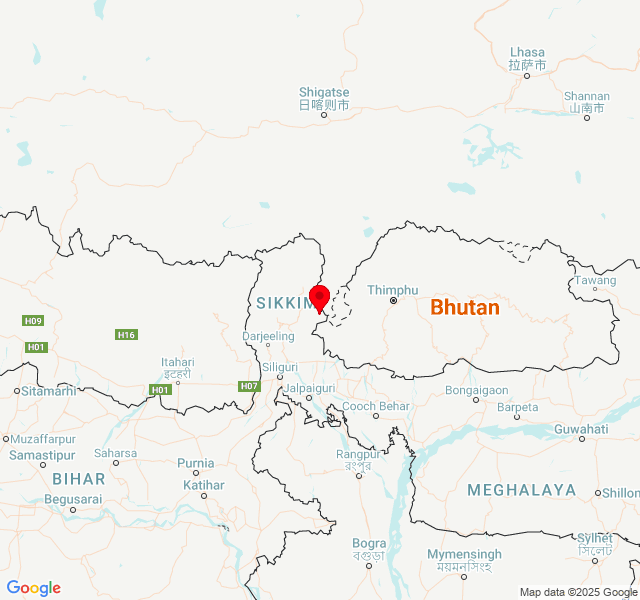 Lhasa
拉萨市
Shigatse
日喀则市
Shannan
山南市
Tawang
Thimphu
SIKKIM
Bhutan
H09
H16
H01
Darjeeling
Itahari
इटहरी
Siliguri
H01
H07
Sitamarhi
Jalpaiguri
Bongaigaon
Cooch Behar
Barpeta
Guwahati
Muzaffarpur
Samastipur
Saharsa
Purnia
Rangpur
রংপুর
BIHAR
Katihar
MEGHALAYA
Shillon
Begusarai
Bogra
বগুড়া
Mymensingh
ময়মনসিংহ
Sylhet
সিলেট
Google
Map data ©2025 Google